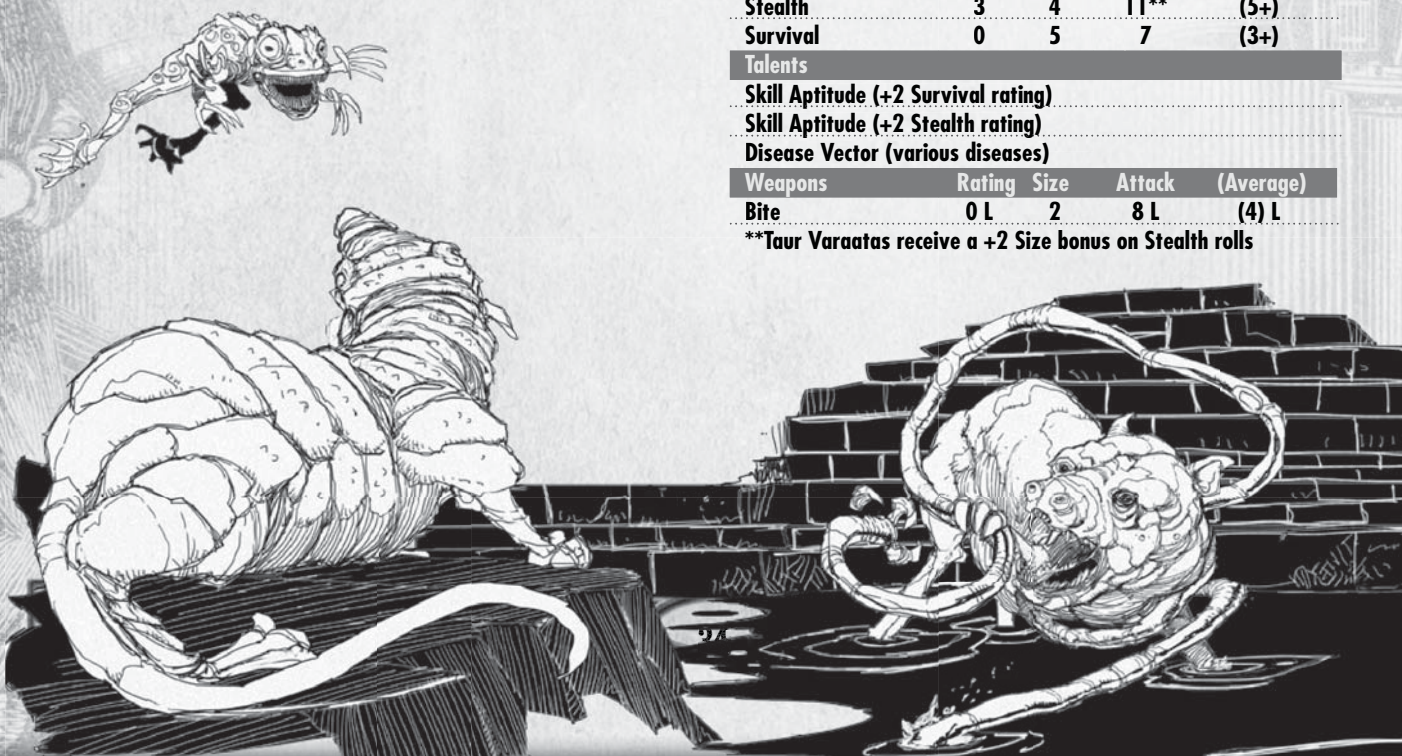 Stealth 3 4 11** (5+)
Survival 0 5 7 (3+)
Talents
Skill Aptitude (+2 Survival rating)
Skill Aptitude (+2 Stealth rating)
Disease Vector (various diseases)
Weapons Rating Size Attack (Average)
Bite 0 L 2 8 L (4) L
**Taur Varaatas receive a +2 Size bonus on Stealth rolls